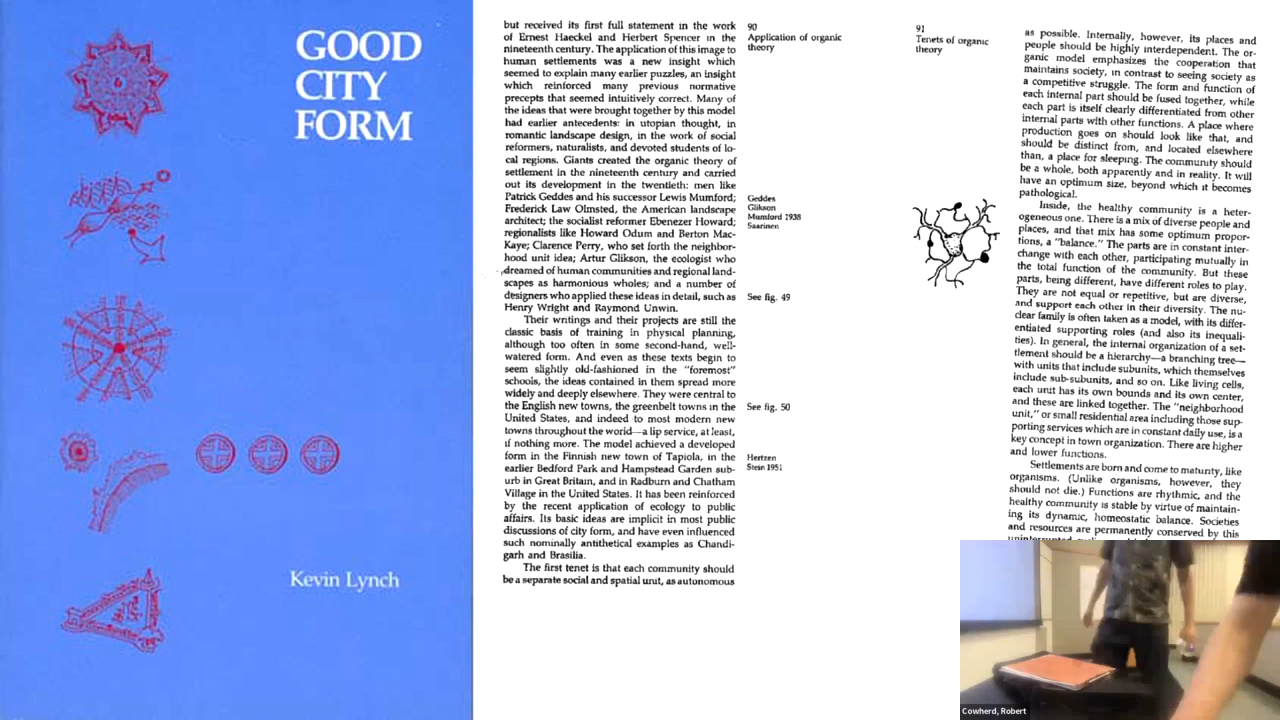 GOOD
CITY
FORM
Kevin Lynch
but received its first full statement in the work
of Ernest Haeckel and Herbert Spencer in the
nineteenth century. The application of this image to
human settlements was a new insight which
seemed to explain many earlier puzzles, an insight
which reinforced many previous normative
precepts that seemed intuitively correct. Many of
the ideas that were brought together by this model
had earlier antecedents: in utopian thought, in
romantic landscape design, in the work of social
reformers, naturalists, and devoted students of lo-
cal regions. Giants created the organic theory of
settlement in the nineteenth century and carried
out its development in the twentieth: men like
Patrick Geddes and his successor Lewis Mumford;
Frederick Law Olmsted, the American landscape
architect; the socialist reformer Ebenezer Howard;
regionalists like Howard Odum and Berton Mac-
Kaye; Clarence Perry, who set forth the neighbor-
hood unit idea; Artur Glikson, the ecologist who
dreamed of human communities and regional land-
scapes as harmonious wholes; and a number of
designers who applied these ideas in detail, such as
Henry Wright and Raymond Unwin.
Their writings and their projects are still the
classic basis of training in physical planning,
although too often in some second-hand, well-
watered form. And even as these texts begin to
seem slightly old-fashioned in the "foremost"
schools, the ideas contained in them spread more
widely and deeply elsewhere. They were central to
the English new towns, the greenbelt towns in the
United States, and indeed to most modern new
towns throughout the world—a lip service, at least,
if nothing more. The model achieved a developed
form in the Finnish new town of Tapiola, in the
earlier Bedford Park and Hampstead Garden sub-
urb in Great Britain, and in Radburn and Chatham
Village in the United States. It has been reinforced
by the recent application of ecology to public
affairs. Its basic ideas are implicit in most public
discussions of city form, and have even influenced
such nominally antithetical examples as Chandi-
garh and Brasilia.
The first tenet is that each community should
be a separate social and spatial unit, as autonomous
90
Application of organic
theory
Geddes
Glikson
Mumford 1938
Saarinen
See fig. 49
See fig. 50
Hertzen
Stein 1951
91
Tenets of organic
theory
as possible. Internally, however, its places and
people should be highly interdependent. The or-
ganic model emphasizes the cooperation that
maintains society, in contrast to seeing society as
a competitive struggle. The form and function of
each internal part should be fused together, while
each part is itself clearly differentiated from other
internal parts with other functions. A place where
production goes on should look like that, and
should be distinct from, and located elsewhere
than, a place for sleeping. The community should
be a whole, both apparently and in reality. It will
have an optimum size, beyond which it becomes
pathological.
Inside, the healthy community is a heter-
ogeneous one. There is a mix of diverse people and
places, and that mix has some optimum propor-
tions, a "balance." The parts are in constant inter-
change with each other, participating mutually in
the total function of the community. But these
parts, being different, have different roles to play.
They are not equal or repetitive, but are diverse,
and support each other in their diversity. The nu-
clear family is often taken as a model, with its differ-
entiated supporting roles (and also its inequali-
ties). In general, the internal organization of a set-
tlement should be a hierarchy—a branching tree—
with units that include subunits, which themselves
include sub-subunits, and so on. Like living cells,
each unit has its own bounds and its own center,
and these are linked together. The "neighborhood
unit," or small residential area including those sup-
porting services which are in constant daily use, is a
key concept in town organization. There are higher
and lower functions.
Settlements are born and come to maturity, like
organisms. (Unlike organisms, however, they
should not die.) Functions are rhythmic, and the
healthy community is stable by virtue of maintain-
ing its dynamic, homeostatic balance. Societies
and resources are permanently conserved by this
Cowherd, Robert